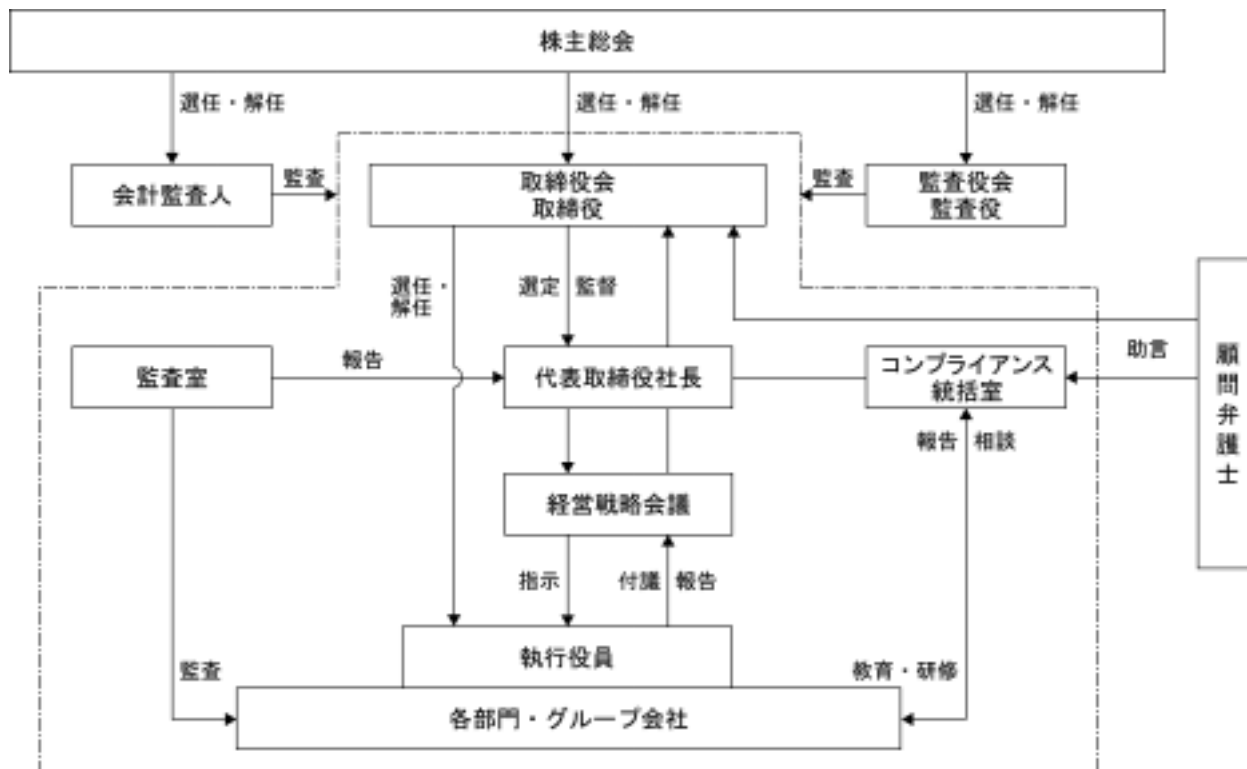 株主総会
選任・解任
選任・解任
選任・解任
会計監査人
監査
取締役会
取締役
監査
監査役会
監査役
選任・
解任
選定
監督
監査室
報告
代表取締役社長
コンプライアンス
統括室
助言
顧問弁護士
報告
相談
経営戦略会議
指示
付議
報告
執行役員
監査
教育・研修
各部門・グループ会社